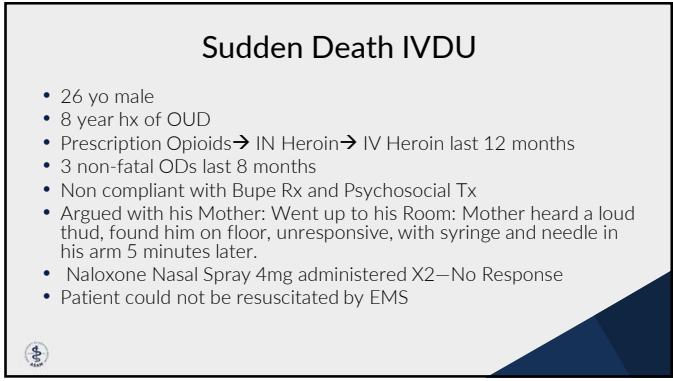 Sudden Death IVDU
• 26 yo male
• 8 year hx of OUD
• Prescription Opioids→ IN Heroin→ IV Heroin last 12 months
• 3 non-fatal ODs last 8 months
• Non compliant with Bupe Rx and Psychosocial Tx
• Argued with his Mother: Went up to his Room: Mother heard a loud
thud, found him on floor, unresponsive, with syringe and needle in
his arm 5 minutes later.
• Naloxone Nasal Spray 4mg administered X2—No Response
• Patient could not be resuscitated by EMS